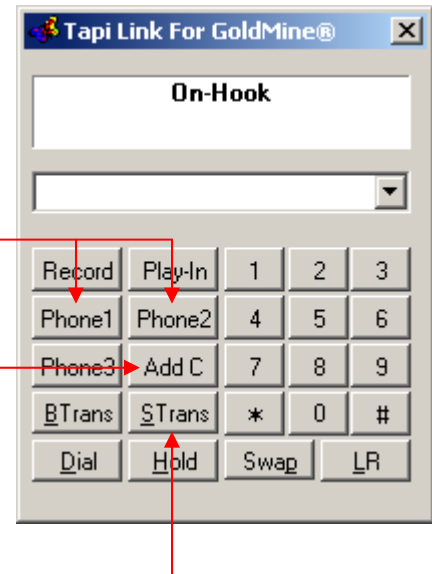 Tapi Link For GoldMine®
On-Hook
Record Play-In 1 2 3
Phone1 Phone2 4 5 6
Phone3 Add C 7 8 9
BTrans STrans * 0 #
Dial Hold Swap LR